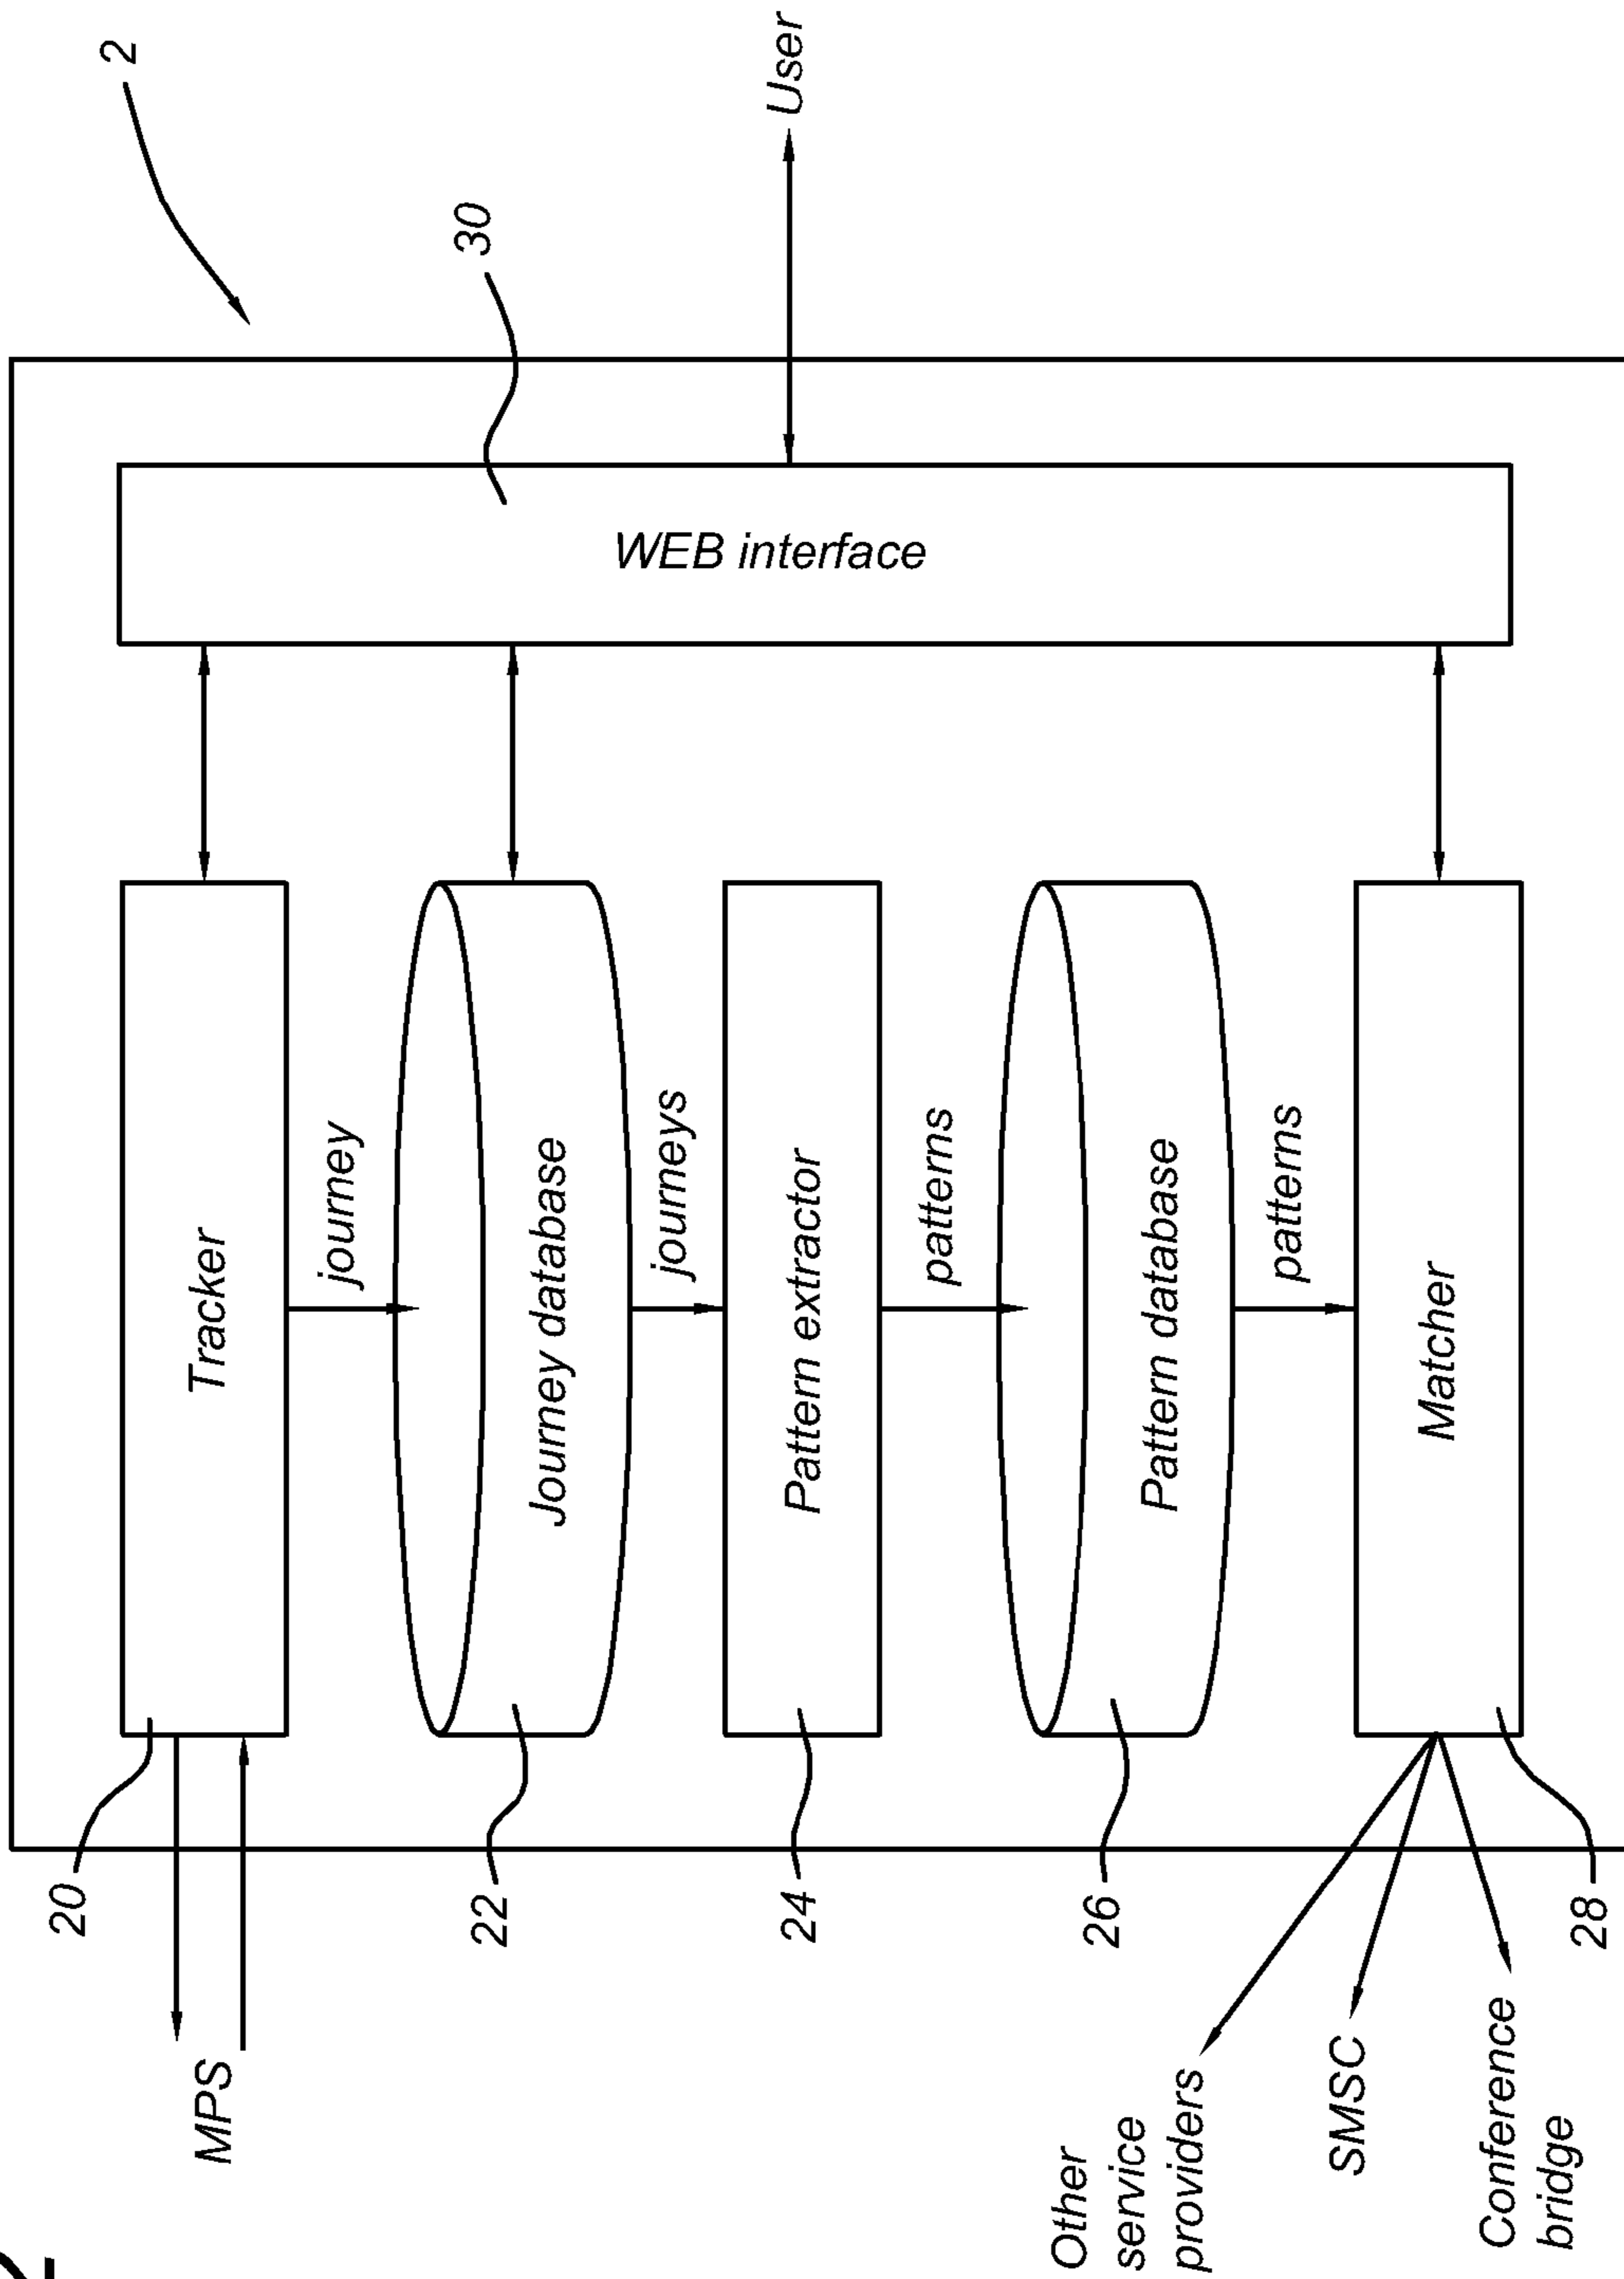 20
2
MPS
Tracker
journey
30
22
Journey database
journeys
WEB interface
User
24
Pattern extractor
patterns
26
Pattern database
patterns
Other
service
providers
SMSC
Matcher
Conference
bridge
28